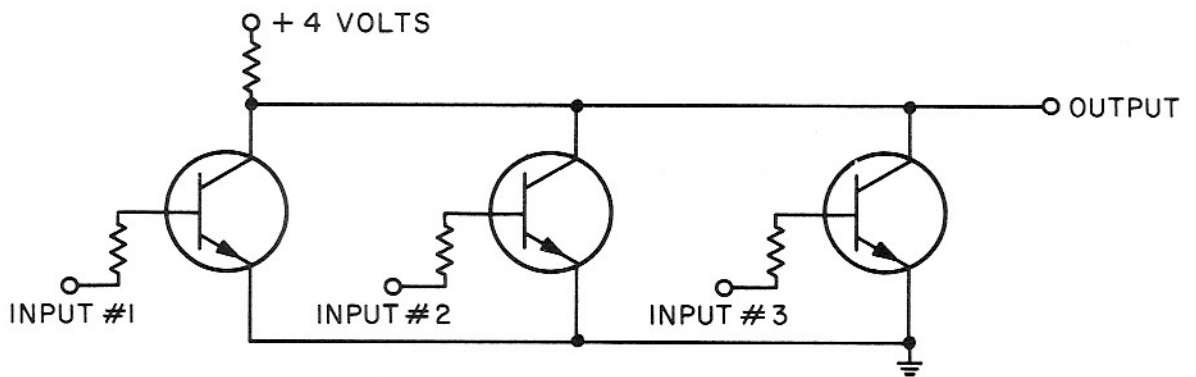 + 4 VOLTS
OUTPUT
INPUT #1
INPUT #2
INPUT #3